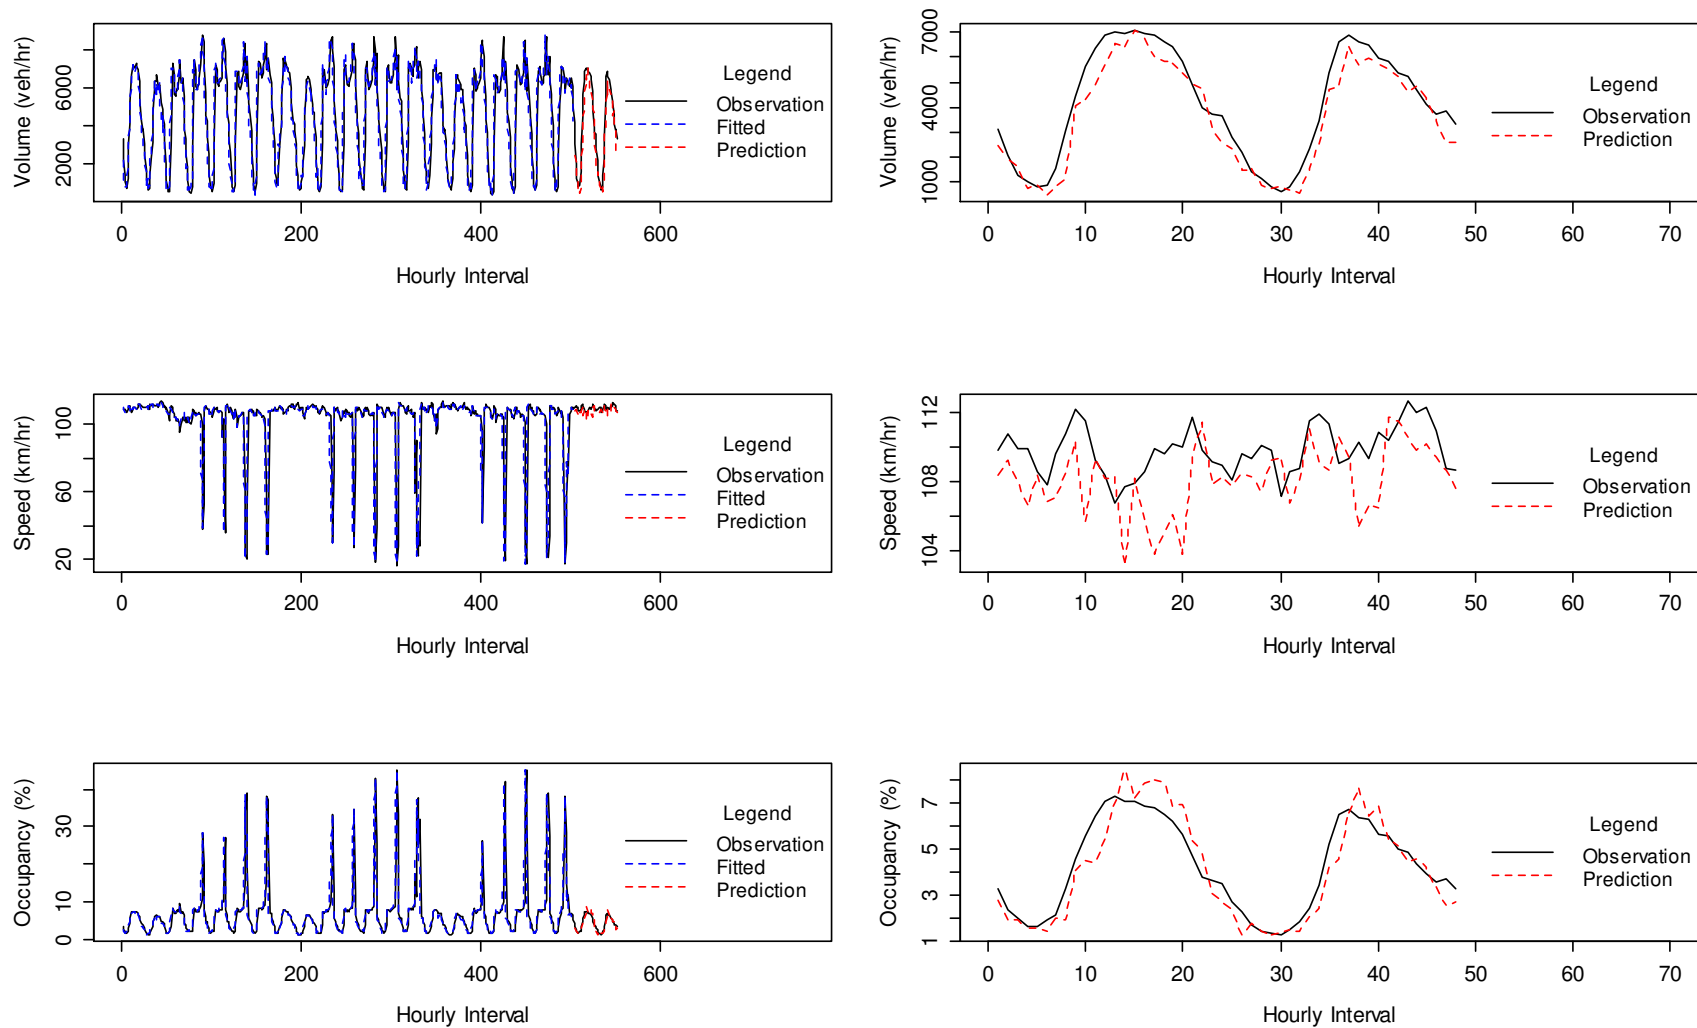 Volume (veh/hr)
2000
6000
0
200
400
600
Hourly Interval
Legend
Observation
Fitted
Prediction
Volume (veh/hr)
1000
4000
7000
0
10
20
30
40
50
60
70
Hourly Interval
Legend
Observation
Prediction
Speed (km/hr)
20
60
100
0
200
400
600
Hourly Interval
Legend
Observation
Fitted
Prediction
Speed (km/hr)
104
108
112
0
10
20
30
40
50
60
70
Hourly Interval
Legend
Observation
Prediction
Occupancy (%)
0
10
30
0
200
400
600
Hourly Interval
Legend
Observation
Fitted
Prediction
Occupancy (%)
1
3
5
7
0
10
20
30
40
50
60
70
Hourly Interval
Legend
Observation
Prediction